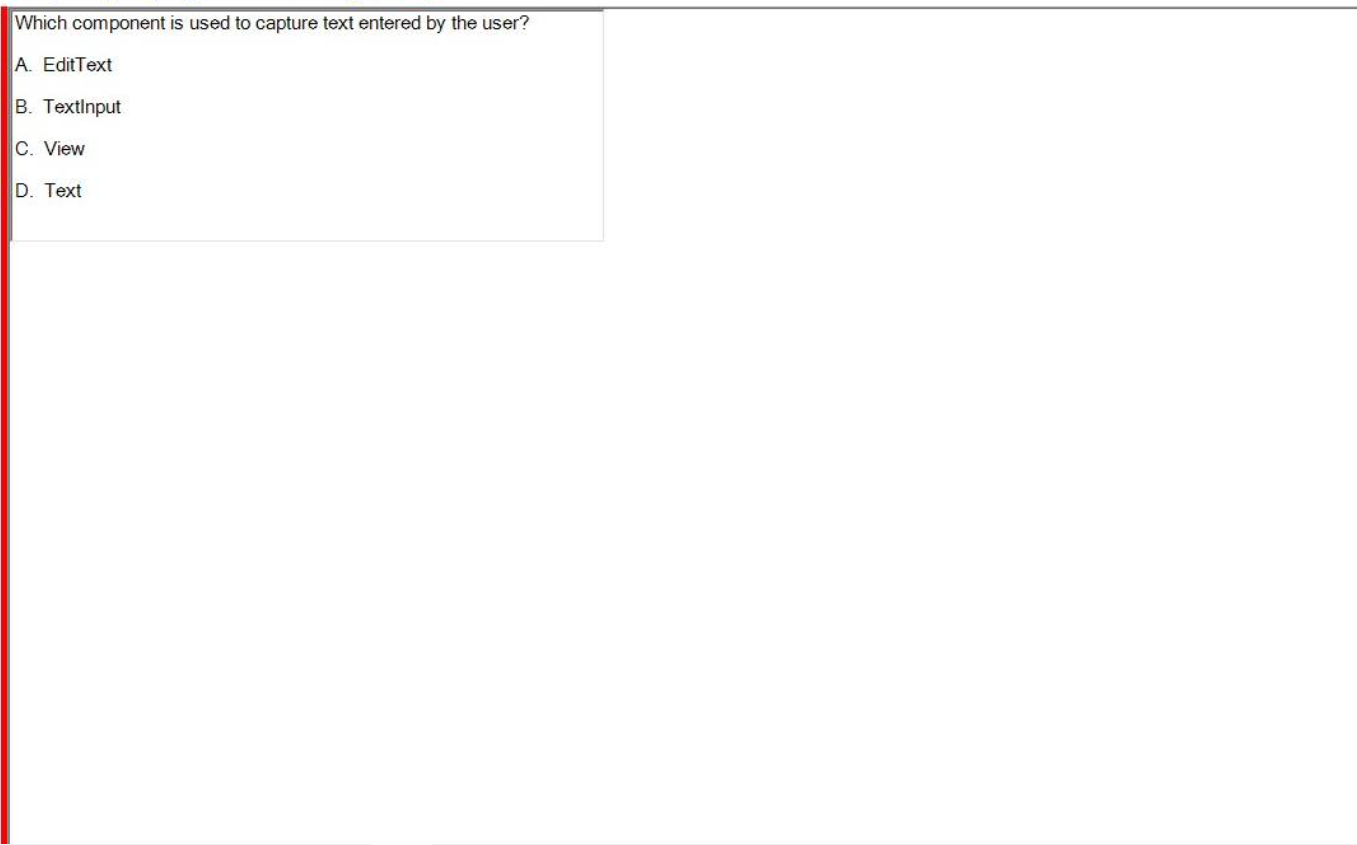 Which component is used to capture text entered by the user?
A. EditText
B. TextInput
C. View
D. Text